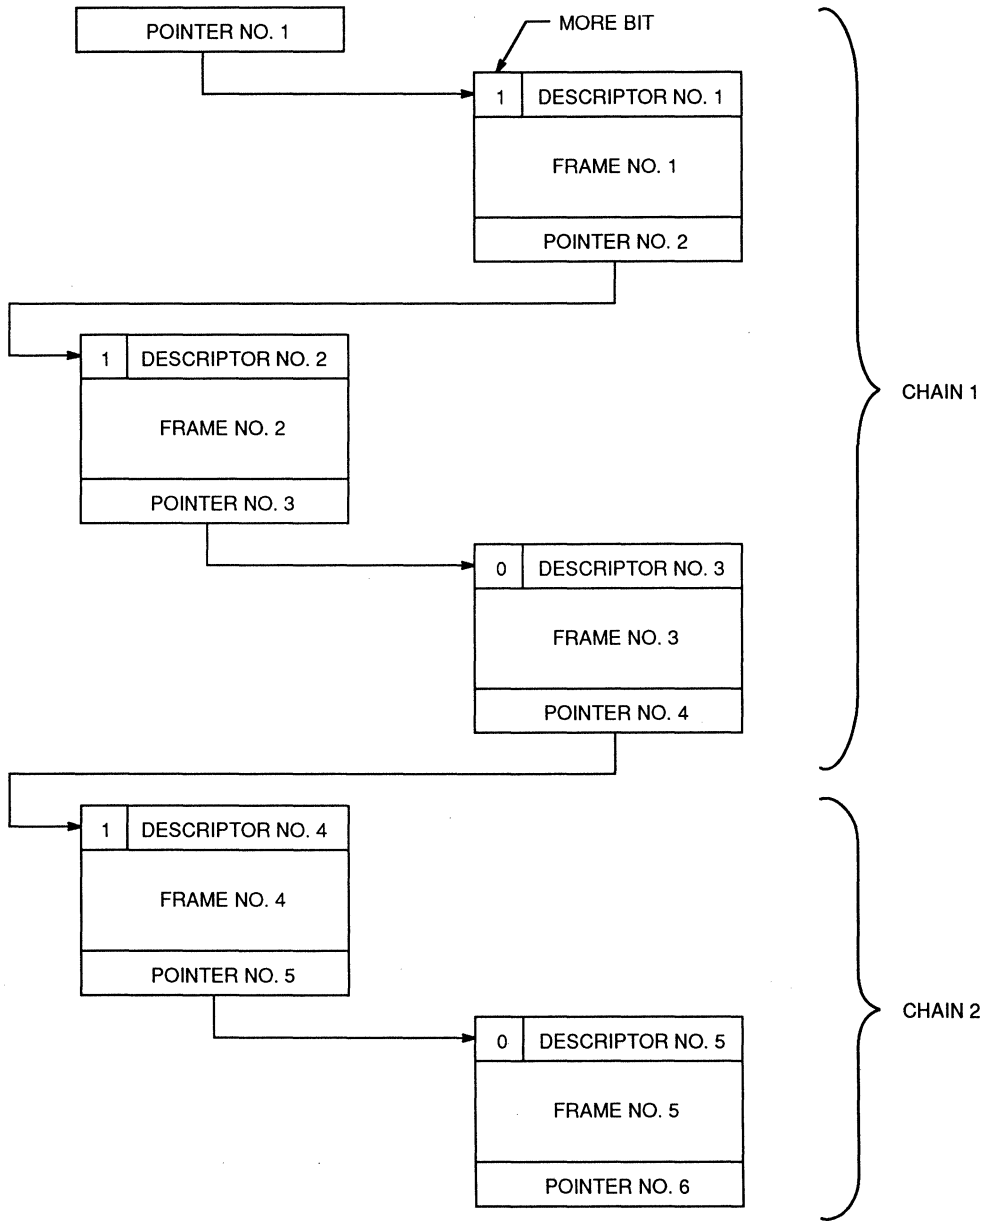 POINTER NO. 1
MORE BIT
1 DESCRIPTOR NO. 1
FRAME NO. 1
POINTER NO. 2
1 DESCRIPTOR NO. 2
FRAME NO. 2
POINTER NO. 3
CHAIN 1
0 DESCRIPTOR NO. 3
FRAME NO. 3
POINTER NO. 4
1 DESCRIPTOR NO. 4
FRAME NO. 4
POINTER NO. 5
CHAIN 2
0 DESCRIPTOR NO. 5
FRAME NO. 5
POINTER NO. 6